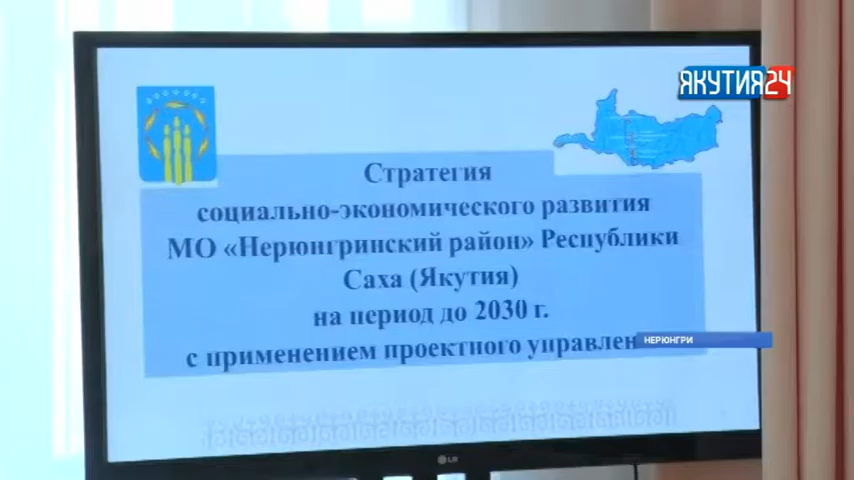 ЯКУТИЯ24
Стратегия
социально-экономического развития
МО «Нерюнгринский район» Республики
Саха (Якутия)
на период до 2030 г.
с применением проектного управлен
НЕРЮНГРИ
LG